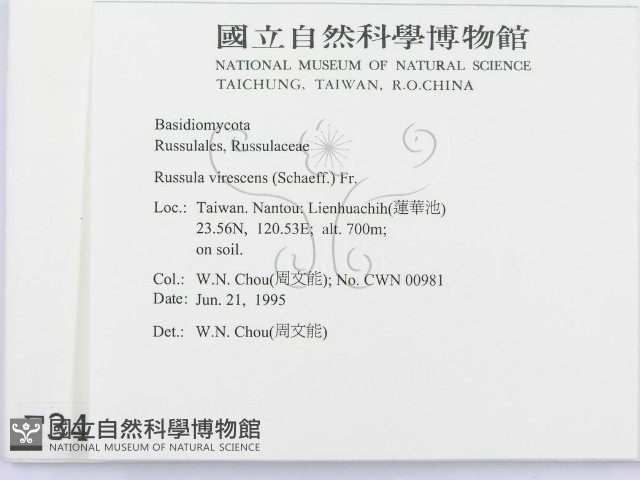 國立自然科學博物館
NATIONAL MUSEUM OF NATURAL SCIENCE
TAICHUNG, TAIWAN, R.O.CHINA
Basidiomycota
Russulales, Russulaceae
Russula virescens (Schaeff.) Fr.
Loc.: Taiwan. Nantou: Lienhuachih(蓮華池)
23.56N, 120.53E; alt. 700m;
on soil.
Col.: W.N. Chou(周文能); No. CWN 00981
Date: Jun. 21, 1995
Det.: W.N. Chou(周文能)
國立自然科學博物館
NATIONAL MUSEUM OF NATURAL SCIENCE